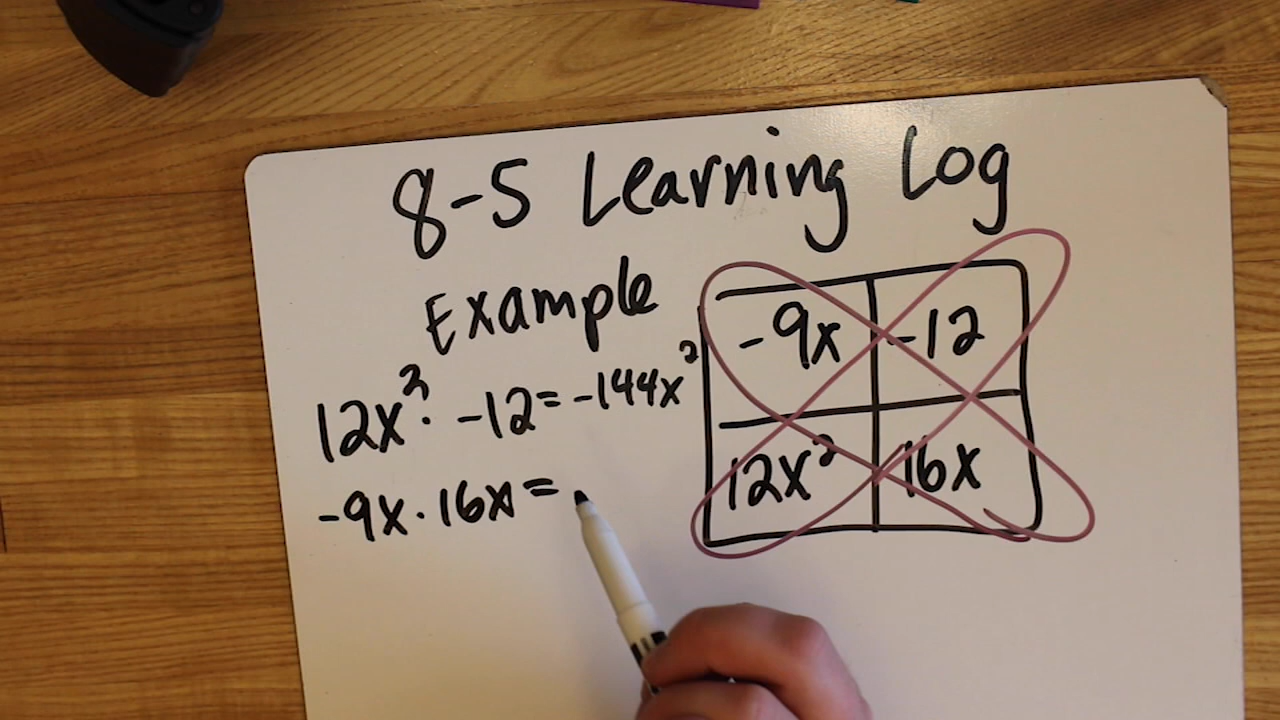 8-5 Learning Log
Example
12x² · -12 = -144x²
-9x · 16x =
-9x -12
12x² 16x